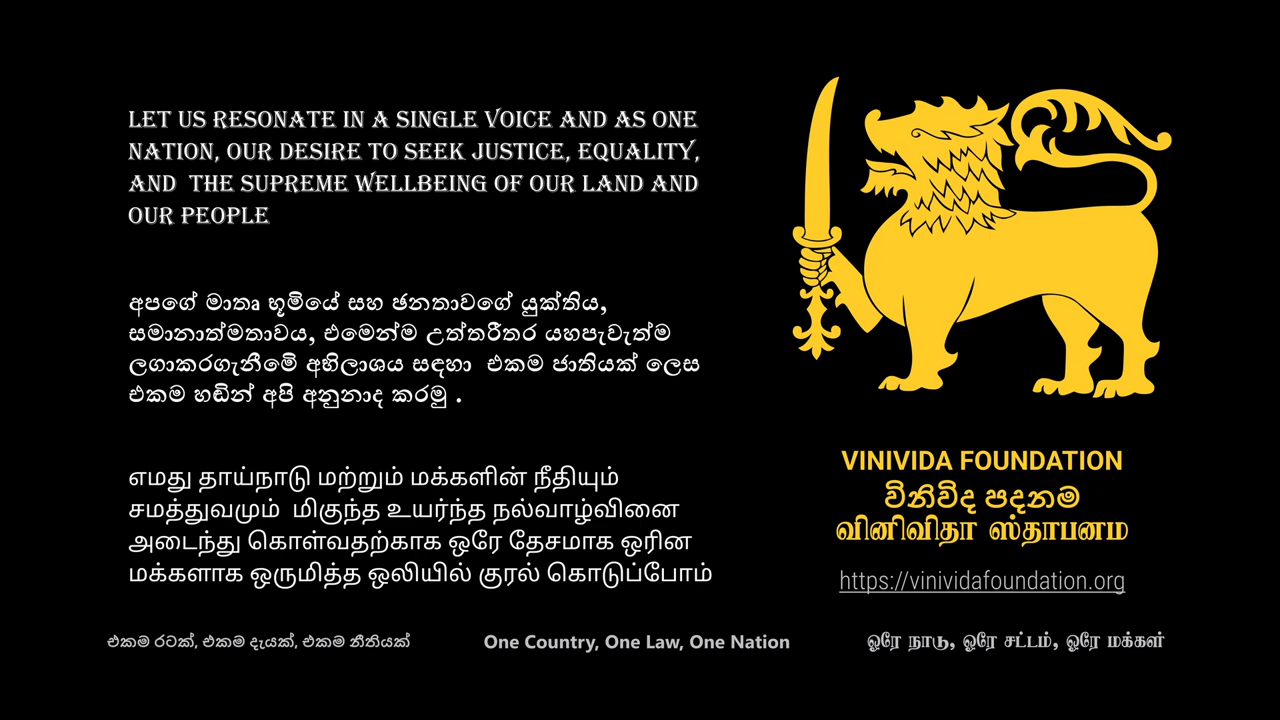 LET US RESONATE IN A SINGLE VOICE AND AS ONE
NATION, OUR DESIRE TO SEEK JUSTICE, EQUALITY,
AND THE SUPREME WELLBEING OF OUR LAND AND
OUR PEOPLE
අපගේ මාතෘ භූමියේ සහ ජනතාවගේ යුක්තිය,
සමානාත්මතාවය, එමෙන්ම උත්තරීතර යහපැවැත්ම
ලගාකරගැනීමේ අභිලාශය සඳහා එකම ජාතියක් ලෙස
එකම හඬින් අපි අනුනාද කරමු .
எமது தாய்நாடு மற்றும் மக்களின் நீதியும்
சமத்துவமும் மிகுந்த உயர்ந்த நல்வாழ்வினை
அடைந்து கொள்வதற்காக ஒரே தேசமாக ஒரின
மக்களாக ஒருமித்த ஒலியில் குரல் கொடுப்போம்
VINIVIDA FOUNDATION
විනිවිද පදනම
வினிவிதா ஸ்தாபனம
https://vinividafoundation.org
එකම රටක්, එකම දැයක්, එකම නීතියක්
One Country, One Law, One Nation
ஓரே நாடு, ஓரே சட்டம், ஓரே மக்கள்